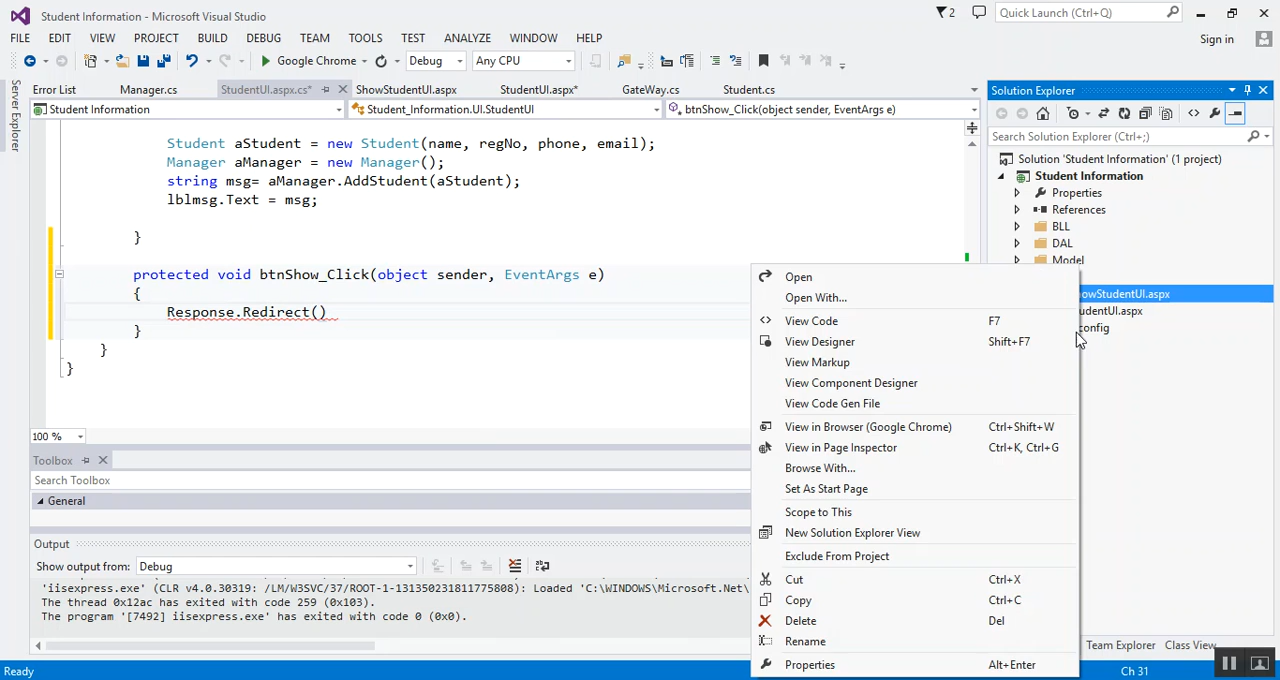 Student Information - Microsoft Visual Studio
2
Quick Launch (Ctrl+Q)
FILE EDIT VIEW PROJECT BUILD DEBUG TEAM TOOLS TEST ANALYZE WINDOW HELP
Sign in
Google Chrome Debug Any CPU
Server Explorer
Error List Manager.cs StudentUI.aspx.cs* ShowStudentUI.aspx StudentUI.aspx* GateWay.cs Student.cs
Student Information Student_Information.UI.StudentUI btnShow_Click(object sender, EventArgs e)
Student aStudent = new Student(name, regNo, phone, email);
Manager aManager = new Manager();
string msg= aManager.AddStudent(aStudent);
lblmsg.Text = msg;
}
protected void btnShow_Click(object sender, EventArgs e)
{
Response.Redirect()
}
}
}
100 %
Toolbox
Search Toolbox
General
Output
Show output from: Debug
'iisexpress.exe' (CLR v4.0.30319: /LM/W3SVC/37/ROOT-1-131350231811775808): Loaded 'C:\WINDOWS\Microsoft.Net\
The thread 0x12ac has exited with code 259 (0x103).
The program '[7492] iisexpress.exe' has exited with code 0 (0x0).
Ready
Ch 31
Solution Explorer
Search Solution Explorer (Ctrl+;)
Solution 'Student Information' (1 project)
Student Information
Properties
References
BLL
DAL
Model
howStudentUI.aspx
udentUI.aspx
config
Team Explorer Class View
Open
Open With...
View Code F7
View Designer Shift+F7
View Markup
View Component Designer
View Code Gen File
View in Browser (Google Chrome) Ctrl+Shift+W
View in Page Inspector Ctrl+K, Ctrl+G
Browse With...
Set As Start Page
Scope to This
New Solution Explorer View
Exclude From Project
Cut Ctrl+X
Copy Ctrl+C
Delete Del
Rename
Properties Alt+Enter